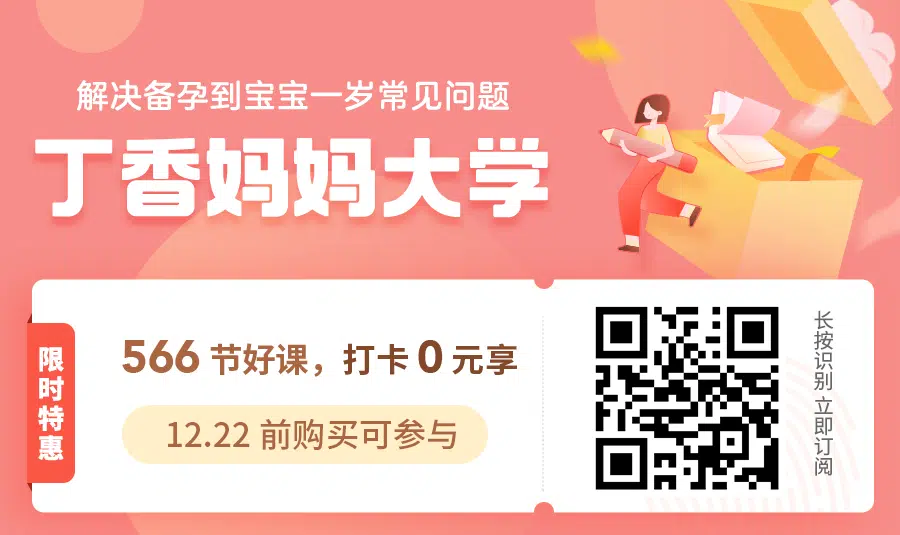 解决备孕到宝宝一岁常见问题
丁香妈妈大学
限时特惠
566 节好课，打卡 0 元享
12.22 前购买可参与
长按识别 立即订阅